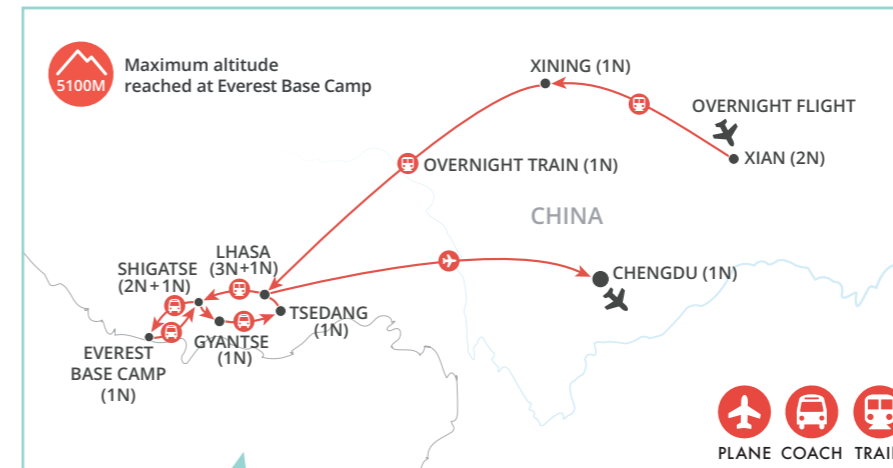 5100M
Maximum altitude
reached at Everest Base Camp
XINING (1N)
OVERNIGHT FLIGHT
XIAN (2N)
OVERNIGHT TRAIN (1N)
CHINA
LHASA
(3N+1N)
SHIGATSE
(2N+1N)
CHENGDU (1N)
TSEDANG
(1N)
GYANTSE
(1N)
EVEREST
BASE CAMP
(1N)
PLANE COACH